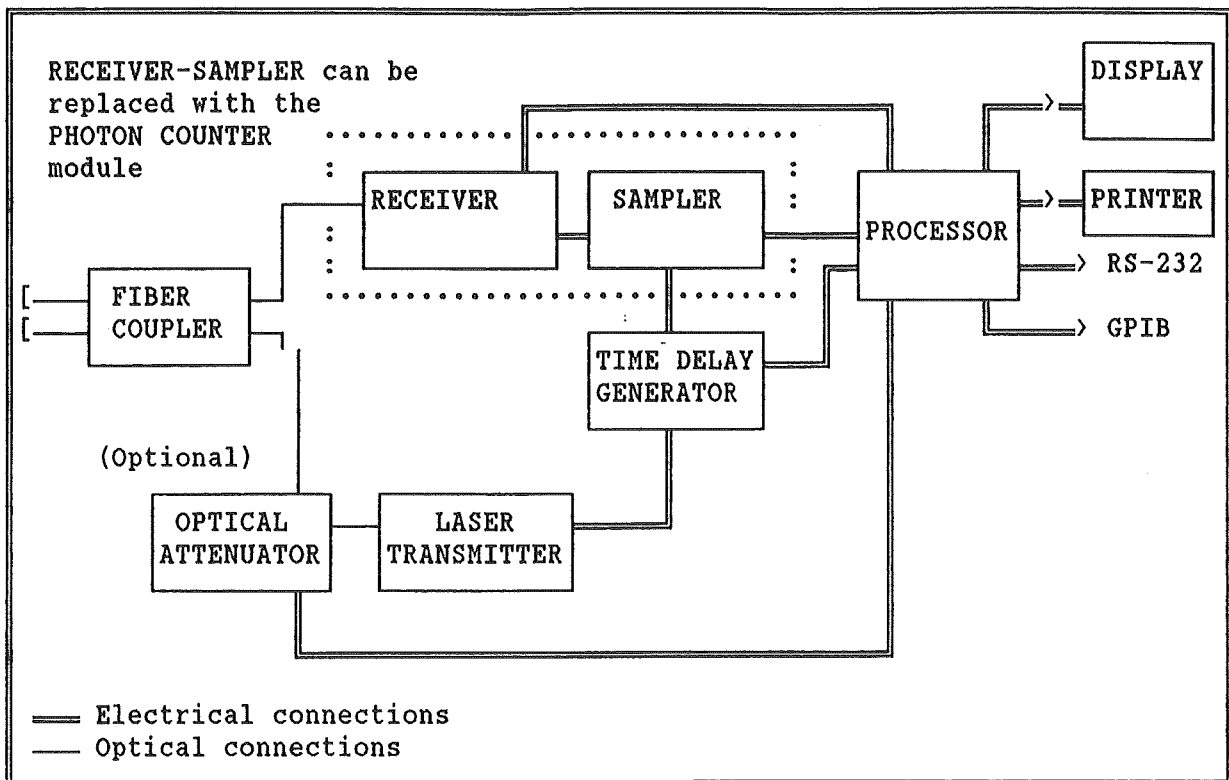 RECEIVER-SAMPLER can be
replaced with the
PHOTON COUNTER
module
DISPLAY
RECEIVER
SAMPLER
PROCESSOR
PRINTER
RS-232
GPIB
FIBER
COUPLER
TIME DELAY
GENERATOR
(Optional)
OPTICAL
ATTENUATOR
LASER
TRANSMITTER
Electrical connections
Optical connections